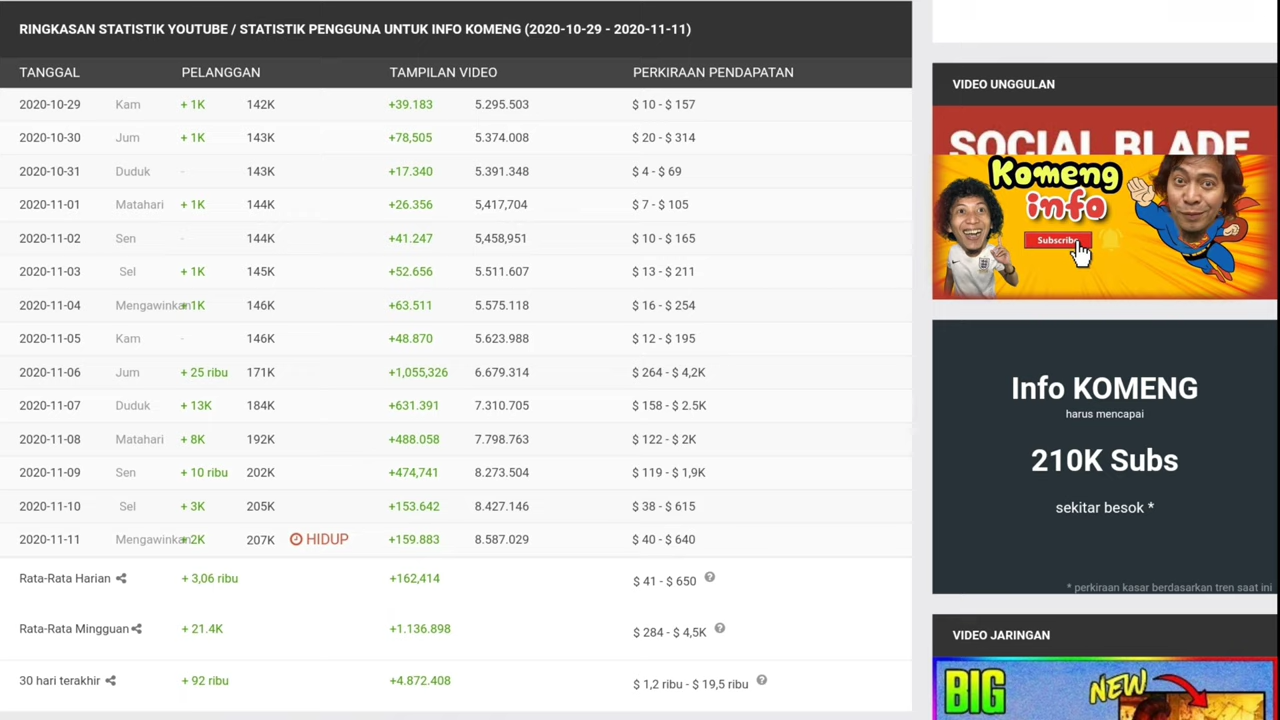 RINGKASAN STATISTIK YOUTUBE / STATISTIK PENGGUNA UNTUK INFO KOMENG (2020-10-29 - 2020-11-11)
TANGGAL PELANGGAN TAMPILAN VIDEO PERKIRAAN PENDAPATAN
2020-10-29 Kam + 1K 142K +39.183 5.295.503 $ 10 - $ 157
2020-10-30 Jum + 1K 143K +78,505 5.374.008 $ 20 - $ 314
2020-10-31 Duduk - 143K +17.340 5.391.348 $ 4 - $ 69
2020-11-01 Matahari + 1K 144K +26.356 5,417,704 $ 7 - $ 105
2020-11-02 Sen - 144K +41.247 5,458,951 $ 10 - $ 165
2020-11-03 Sel + 1K 145K +52.656 5.511.607 $ 13 - $ 211
2020-11-04 Mengawinkan + 1K 146K +63.511 5.575.118 $ 16 - $ 254
2020-11-05 Kam - 146K +48.870 5.623.988 $ 12 - $ 195
2020-11-06 Jum + 25 ribu 171K +1,055,326 6.679.314 $ 264 - $ 4,2K
2020-11-07 Duduk + 13K 184K +631.391 7.310.705 $ 158 - $ 2.5K
2020-11-08 Matahari + 8K 192K +488.058 7.798.763 $ 122 - $ 2K
2020-11-09 Sen + 10 ribu 202K +474,741 8.273.504 $ 119 - $ 1,9K
2020-11-10 Sel + 3K 205K +153.642 8.427.146 $ 38 - $ 615
2020-11-11 Mengawinkan + 2K 207K HIDUP +159.883 8.587.029 $ 40 - $ 640
Rata-Rata Harian + 3,06 ribu +162,414 $ 41 - $ 650
Rata-Rata Mingguan + 21.4K +1.136.898 $ 284 - $ 4,5K
30 hari terakhir + 92 ribu +4.872.408 $ 1,2 ribu - $ 19,5 ribu
VIDEO UNGGULAN
SOCIAL BLADE
Komeng
info
Subscribe
Info KOMENG
harus mencapai
210K Subs
sekitar besok *
* perkiraan kasar berdasarkan tren saat ini
VIDEO JARINGAN
BIG NEW